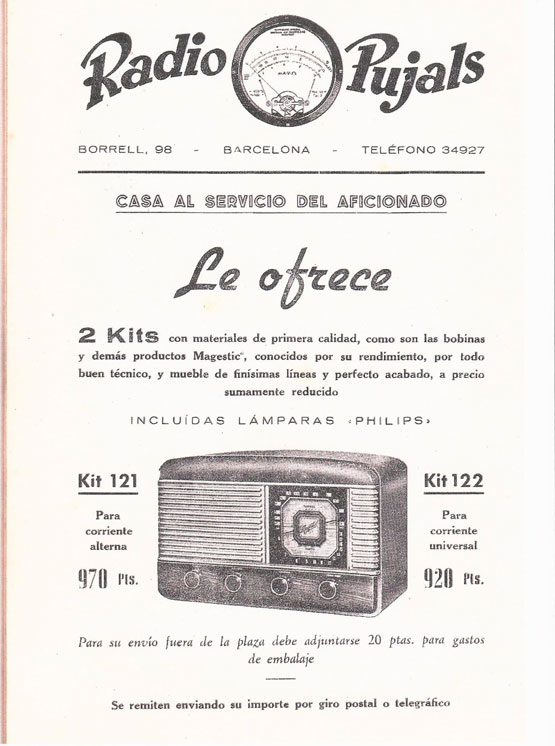 Radio Pujals
BORRELL, 98 - BARCELONA - TELÉFONO 34927
CASA AL SERVICIO DEL AFICIONADO
Le ofrece
2 Kits con materiales de primera calidad, como son las bobinas
y demás productos Magestic", conocidos por su rendimiento, por todo
buen técnico, y mueble de finísimas líneas y perfecto acabado, a precio
sumamente reducido
INCLUÍDAS LÁMPARAS «PHILIPS»
Kit 121
Para
corriente
alterna
970 Pts.
Kit 122
Para
corriente
universal
920 Pts.
Para su envío fuera de la plaza debe adjuntarse 20 ptas. para gastos
de embalaje
Se remiten enviando su importe por giro postal o telegráfico